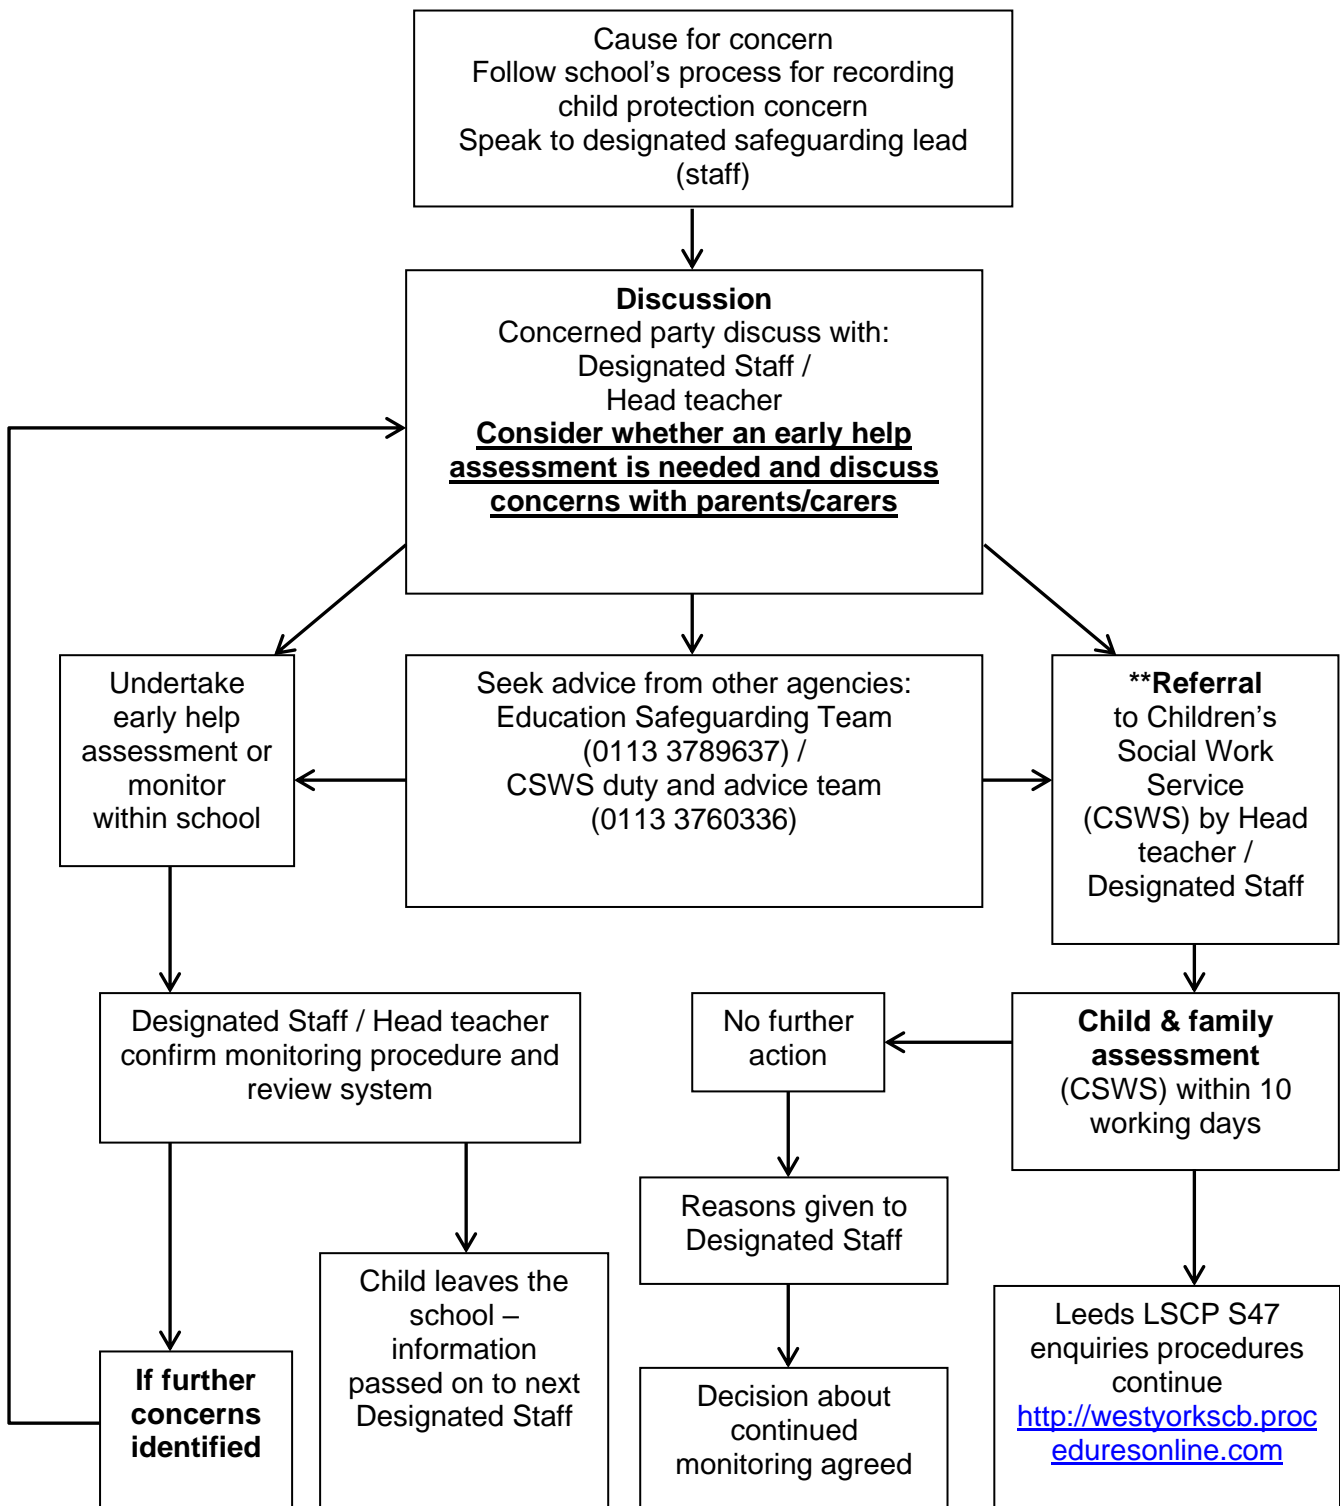 Cause for concern
Follow school's process for recording
child protection concern
Speak to designated safeguarding lead
(staff)
Discussion
Concerned party discuss with:
Designated Staff /
Head teacher
Consider whether an early help
assessment is needed and discuss
concerns with parents/carers
Undertake
early help
assessment or
monitor
within school
Seek advice from other agencies:
Education Safeguarding Team
(0113 3789637) /
CSWS duty and advice team
(0113 3760336)
**Referral
to Children's
Social Work
Service
(CSWS) by Head
teacher /
Designated Staff
Designated Staff / Head teacher
confirm monitoring procedure and
review system
No further
action
Child & family
assessment
(CSWS) within 10
working days
Reasons given to
Designated Staff
If further
concerns
identified
Child leaves the
school –
information
passed on to next
Designated Staff
Decision about
continued
monitoring agreed
Leeds LSCP S47
enquiries procedures
continue
http://westyorkscb.proc
eduresonline.com